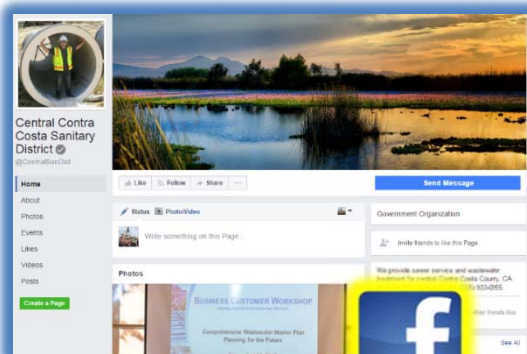 Central Contra
Costa Sanitary
District
@CentralSanDist
Home
About
Photos
Events
Likes
Videos
Posts
Create a Page
Like
Follow
Share
Send Message
Status
Photo/Video
Write something on this Page
Photos
BUSINESS CUSTOMER WORKSHOP
Comprehensive Wastewater Master Plan
Planning for the Future
Government Organization
Invite friends to like this Page
We provide sewer service and wastewater
treatment for central Contra Costa County, CA.
See All
f